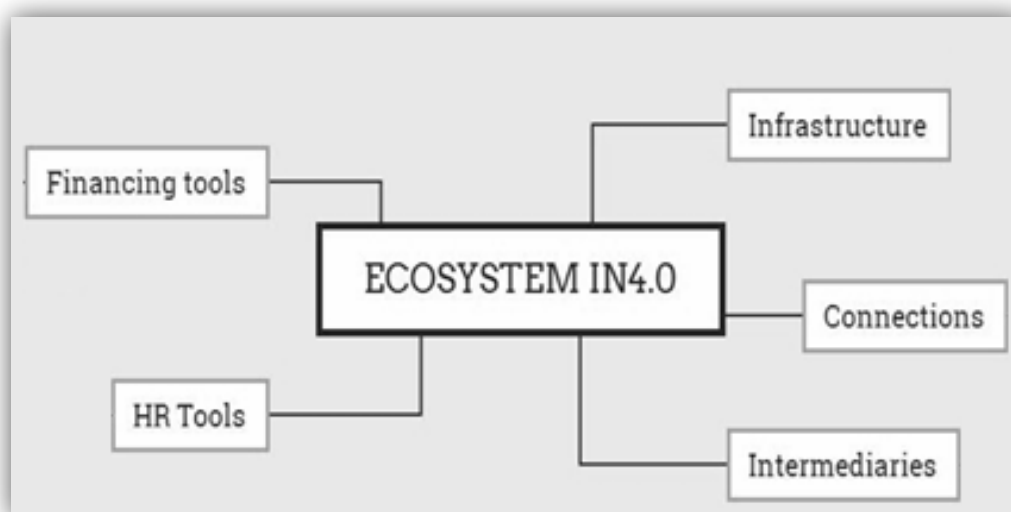 Infrastructure
Financing tools
ECOSYSTEM IN4.0
Connections
HR Tools
Intermediaries